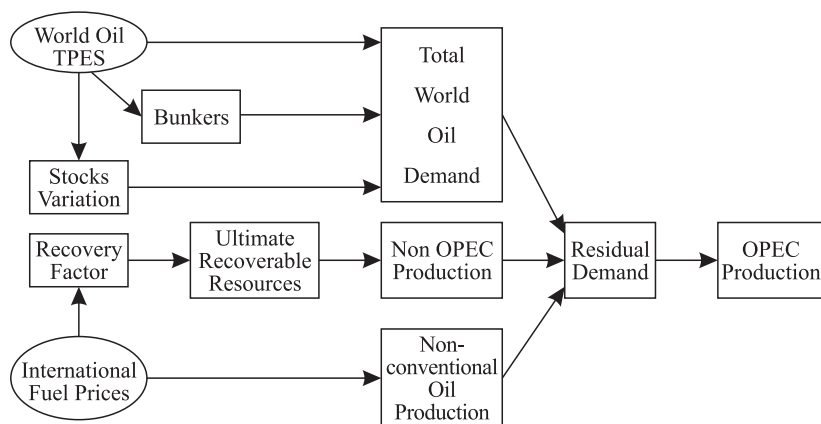 World Oil
TPES
Bunkers
Stocks
Variation
Total
World
Oil
Demand
Recovery
Factor
Ultimate
Recoverable
Resources
Non OPEC
Production
Residual
Demand
OPEC
Production
International
Fuel Prices
Non-
conventional
Oil
Production